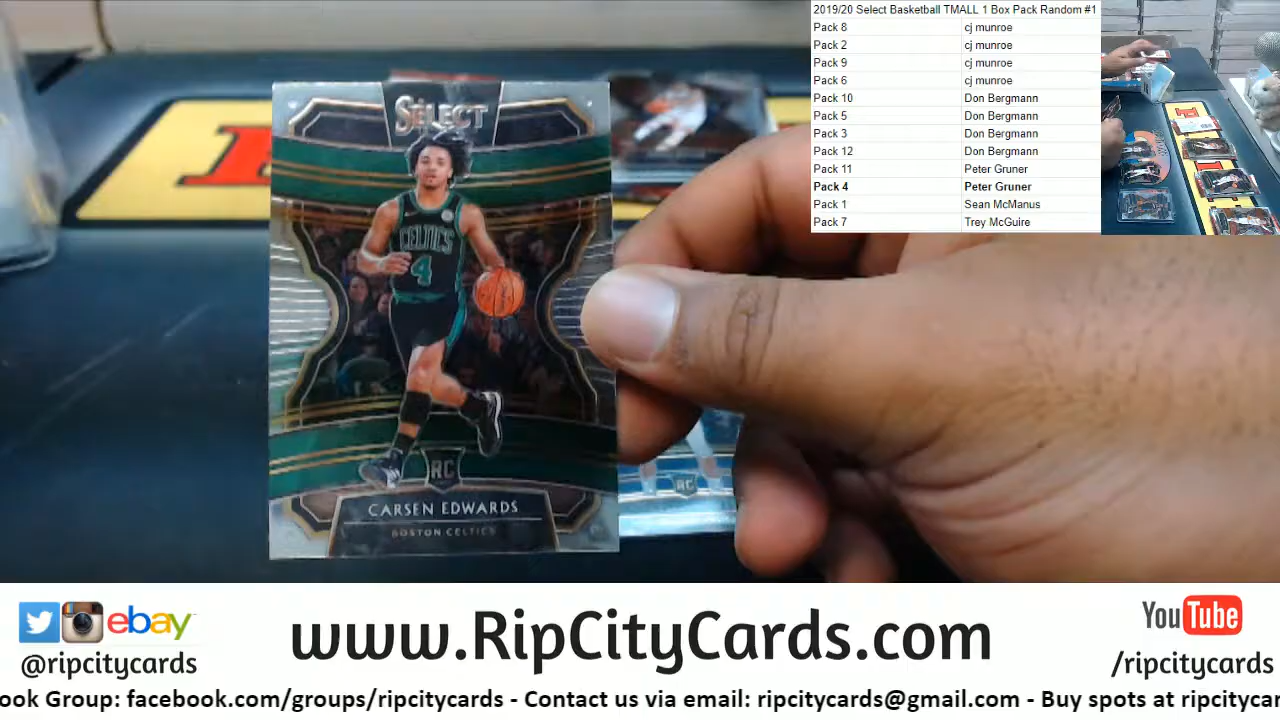 2019/20 Select Basketball TMALL 1 Box Pack Random #1
Pack 8 cj munroe
Pack 2 cj munroe
Pack 9 cj munroe
Pack 6 cj munroe
Pack 10 Don Bergmann
Pack 5 Don Bergmann
Pack 3 Don Bergmann
Pack 12 Don Bergmann
Pack 11 Peter Gruner
Pack 4 Peter Gruner
Pack 1 Sean McManus
Pack 7 Trey McGuire
SELECT
CELTICS
4
RC
CARSEN EDWARDS
BOSTON CELTICS
RC
ebay
@ripcitycards
www.RipCityCards.com
YouTube
/ripcitycards
ook Group: facebook.com/groups/ripcitycards - Contact us via email: ripcitycards@gmail.com - Buy spots at ripcitycar